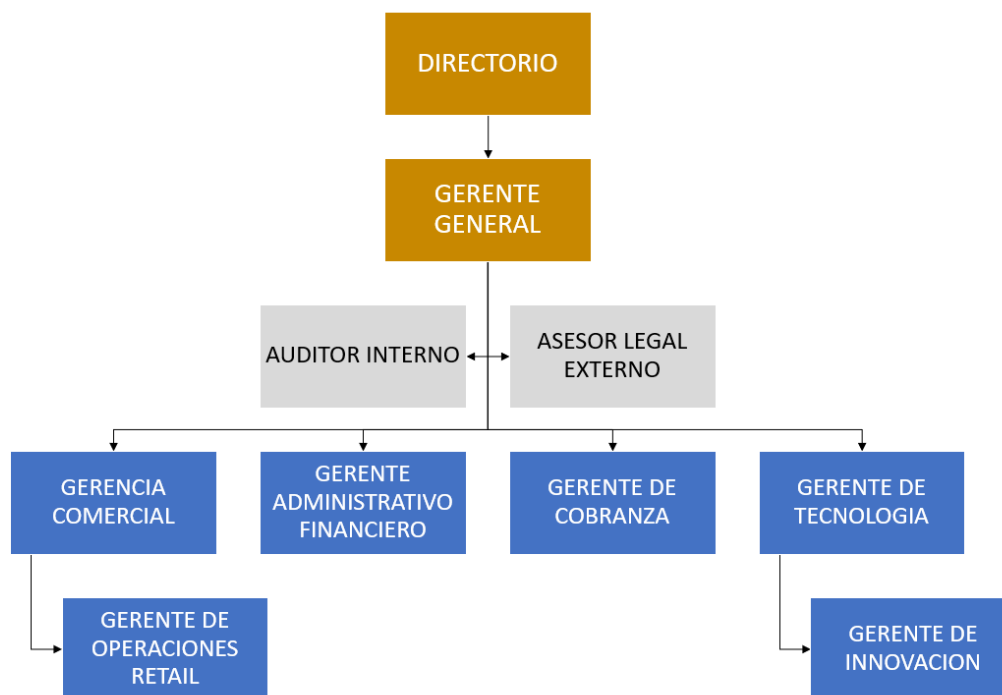 DIRECTORIO
GERENTE
GENERAL
AUDITOR INTERNO
ASESOR LEGAL
EXTERNO
GERENCIA
COMERCIAL
GERENTE
ADMINISTRATIVO
FINANCIERO
GERENTE DE
COBRANZA
GERENTE DE
TECNOLOGIA
GERENTE DE
OPERACIONES
RETAIL
GERENTE DE
INNOVACION